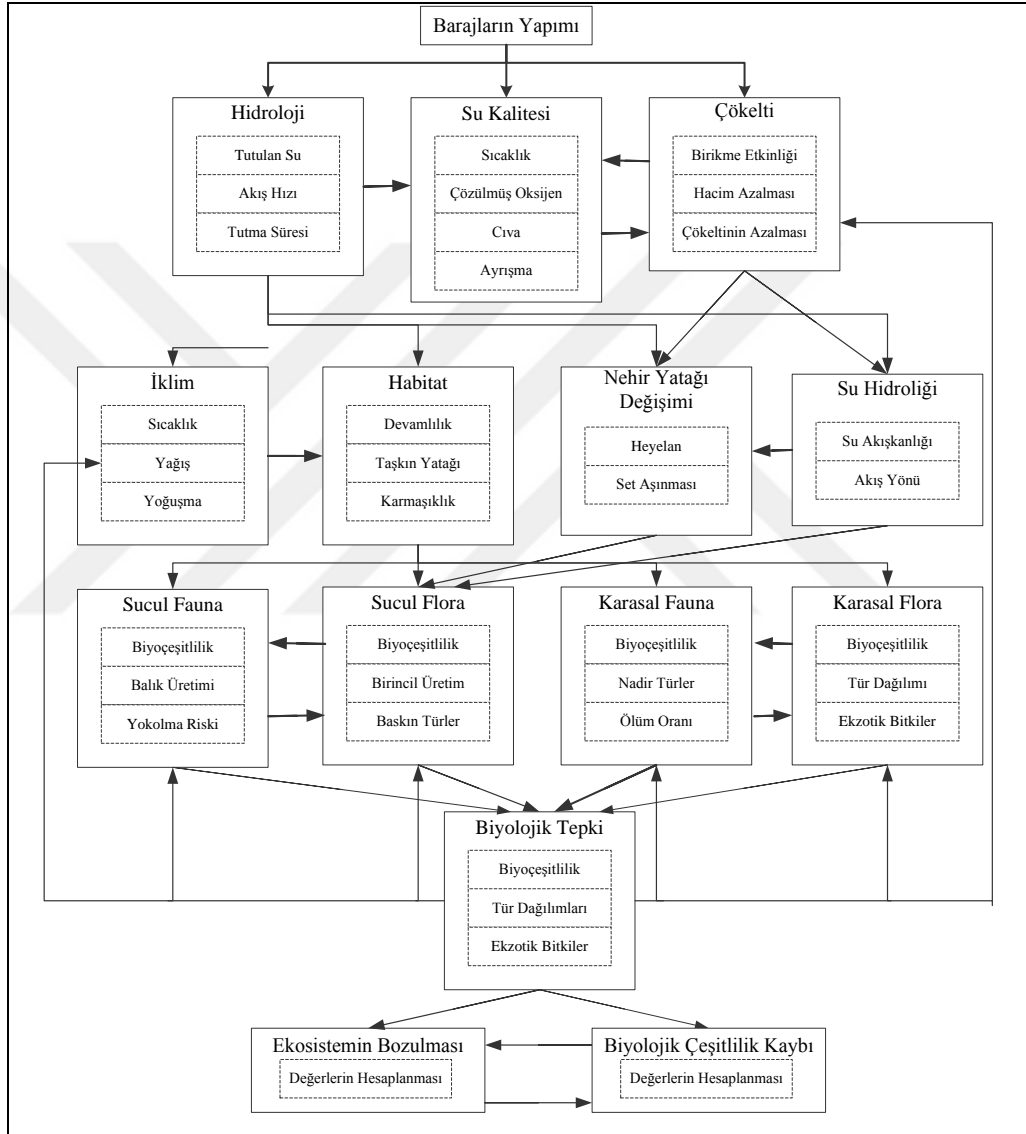 Barajların Yapımı
Hidroloji
Tutulan Su
Akış Hızı
Tutma Süresi
Su Kalitesi
Sıcaklık
Çözülmüş Oksijen
Cıva
Ayrışma
Çökelti
Birikme Etkinliği
Hacim Azalması
Çökeltinin Azalması
İklim
Sıcaklık
Yağış
Yoğuşma
Habitat
Devamlılık
Taşkın Yatağı
Karmaşıklık
Nehir Yatağı
Değişimi
Heyelan
Set Aşınması
Su Hidroliği
Su Akışkanlığı
Akış Yönü
Sucul Fauna
Biyoçeşitlilik
Balık Üretimi
Yokolma Riski
Sucul Flora
Biyoçeşitlilik
Birincil Üretim
Baskın Türler
Karasal Fauna
Biyoçeşitlilik
Nadir Türler
Ölüm Oranı
Karasal Flora
Biyoçeşitlilik
Tür Dağılımı
Ekzotik Bitkiler
Biyolojik Tepki
Biyoçeşitlilik
Tür Dağılımları
Ekzotik Bitkiler
Ekosistemin Bozulması
Değerlerin Hesaplanması
Biyolojik Çeşitlilik Kaybı
Değerlerin Hesaplanması